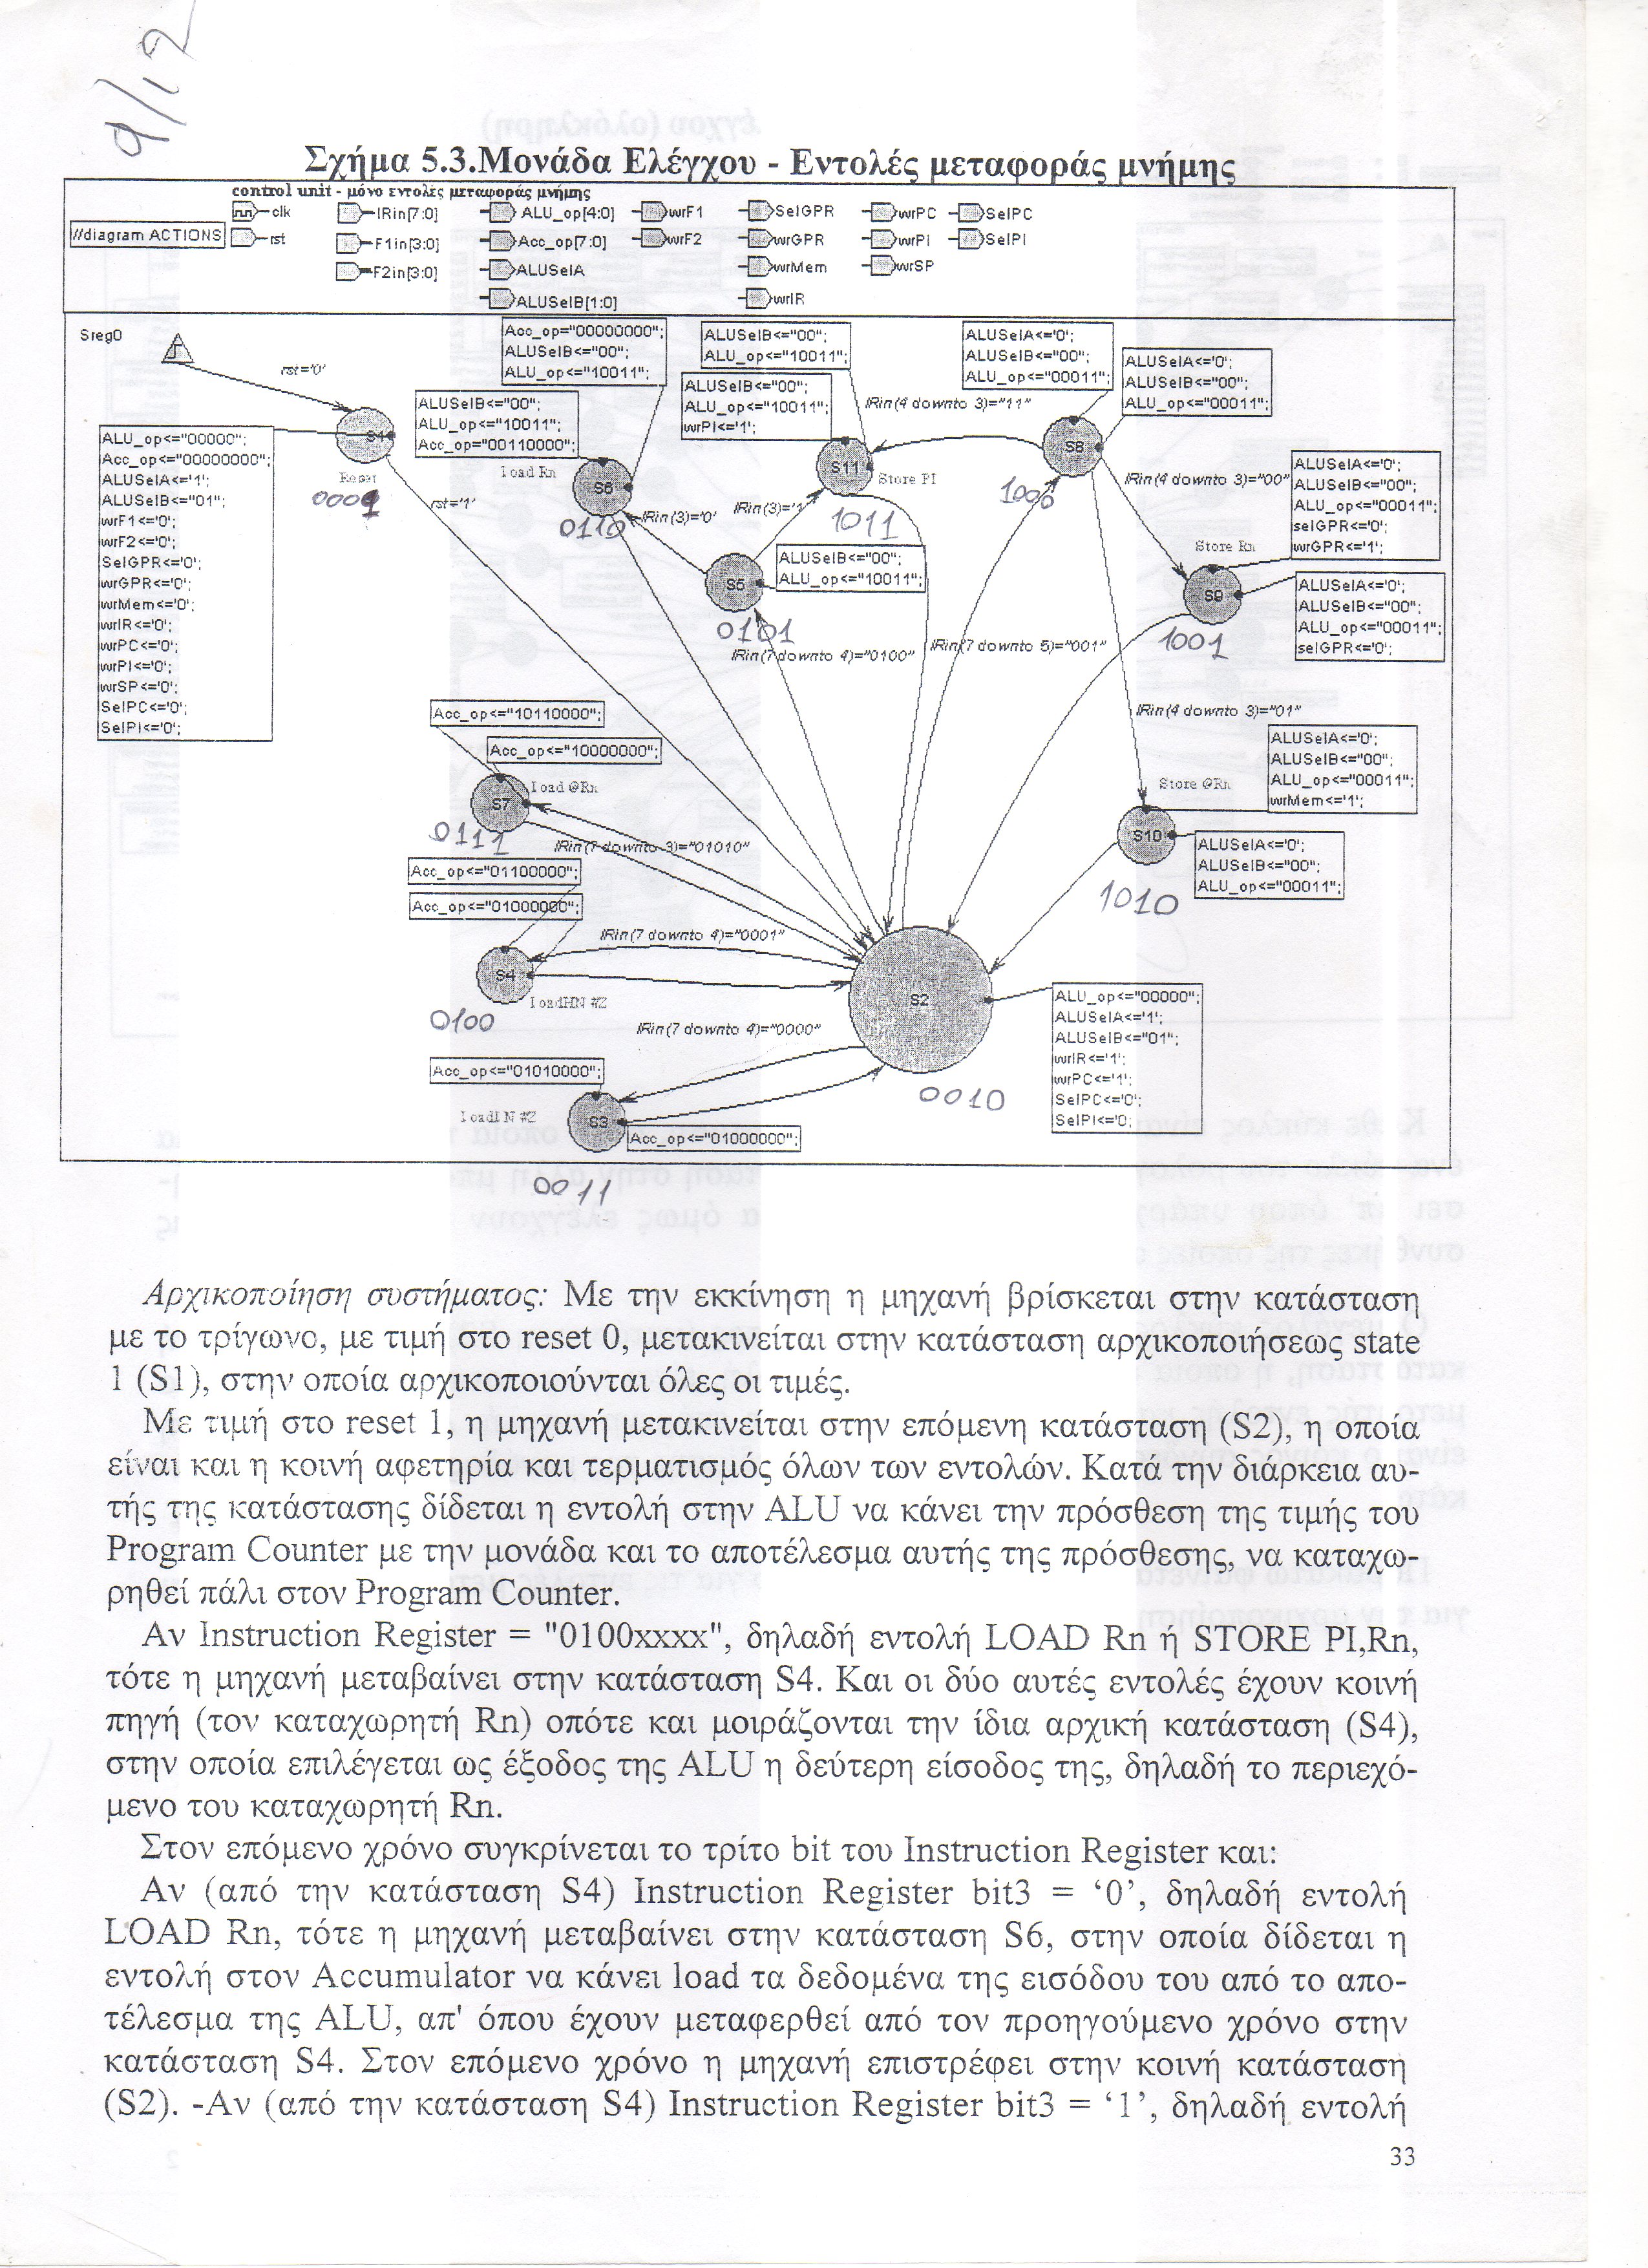 9/12
Σχήμα 5.3.Μονάδα Ελέγχου - Εντολές μεταφοράς μνήμης
control unit - μόνο εντολές μεταφοράς μνήμης
//diagram ACTIONS
clk
rst
IRin[7:0]
F1in[3:0]
F2in[3:0]
ALU_op[4:0]
Acc_op[7:0]
ALUSelA
ALUSelB[1:0]
wrF1
wrF2
SelGPR
wrGPR
wrMem
wrIR
wrPC
wrPI
wrSP
SelPC
SelPI
Sreg0
rst='0'
S1
Reset
0001
rst='1'
ALU_op<="00000";
Acc_op<="00000000";
ALUSelA<='1';
ALUSelB<="01";
wrF1<='0';
wrF2<='0';
SelGPR<='0';
wrGPR<='0';
wrMem<='0';
wrIR<='0';
wrPC<='0';
wrPI<='0';
wrSP<='0';
SelPC<='0';
SelPI<='0';
Acc_op="00000000";
ALUSelB<="00";
ALU_op<="10011";
ALUSelB<="00";
ALU_op<="10011";
Acc_op="00110000";
Load Rn
S6
0110
IRin(3)='0'
ALUSelB<="00";
ALU_op<="10011";
ALUSelB<="00";
ALU_op<="10011";
wrPI<='1';
IRin(3)='1'
S11
Store PI
1011
S5
0101
ALUSelB<="00";
ALU_op<="10011";
IRin(7 downto 4)="0100"
ALUSelA<='0';
ALUSelB<="00";
ALU_op<="00011";
ALUSelA<='0';
ALUSelB<="00";
ALU_op<="00011";
IRin(4 downto 3)="11"
S8
1000
IRin(4 downto 3)="00"
IRin(7 downto 5)="001"
ALUSelA<='0';
ALUSelB<="00";
ALU_op<="00011";
selGPR<='0';
wrGPR<='1';
Store Rn
S9
1001
ALUSelA<='0';
ALUSelB<="00";
ALU_op<="00011";
selGPR<='0';
IRin(4 downto 3)="01"
ALUSelA<='0';
ALUSelB<="00";
ALU_op<="00011";
wrMem<='1';
Store @Rn
S10
1010
ALUSelA<='0';
ALUSelB<="00";
ALU_op<="00011";
Acc_op<="10110000";
Acc_op<="10000000";
S7
Load @Rn
0111
IRin(7 downto 3)="01010"
Acc_op<="01100000";
Acc_op<="01000000";
IRin(7 downto 4)="0001"
S4
LoadHN #Z
0100
IRin(7 downto 4)="0000"
S2
0010
ALU_op<="00000";
ALUSelA<='1';
ALUSelB<="01";
wrIR<='1';
wrPC<='1';
SelPC<='0';
SelPI<='0;
Acc_op<="01010000";
LoadLN #Z
S3
Acc_op<="01000000";
0011
Αρχικοποίηση συστήματος: Με την εκκίνηση η μηχανή βρίσκεται στην κατάσταση
με το τρίγωνο, με τιμή στο reset 0, μετακινείται στην κατάσταση αρχικοποιήσεως state
1 (S1), στην οποία αρχικοποιούνται όλες οι τιμές.
Με τιμή στο reset 1, η μηχανή μετακινείται στην επόμενη κατάσταση (S2), η οποία
είναι και η κοινή αφετηρία και τερματισμός όλων των εντολών. Κατά την διάρκεια αυ-
τής της κατάστασης δίδεται η εντολή στην ALU να κάνει την πρόσθεση της τιμής του
Program Counter με την μονάδα και το αποτέλεσμα αυτής της πρόσθεσης, να καταχω-
ρηθεί πάλι στον Program Counter.
Αν Instruction Register = "0100xxxx", δηλαδή εντολή LOAD Rn ή STORE PI,Rn,
τότε η μηχανή μεταβαίνει στην κατάσταση S4. Και οι δύο αυτές εντολές έχουν κοινή
πηγή (τον καταχωρητή Rn) οπότε και μοιράζονται την ίδια αρχική κατάσταση (S4),
στην οποία επιλέγεται ως έξοδος της ALU η δεύτερη είσοδος της, δηλαδή το περιεχό-
μενο του καταχωρητή Rn.
Στον επόμενο χρόνο συγκρίνεται το τρίτο bit του Instruction Register και:
Αν (από την κατάσταση S4) Instruction Register bit3 = ‘0’, δηλαδή εντολή
LOAD Rn, τότε η μηχανή μεταβαίνει στην κατάσταση S6, στην οποία δίδεται η
εντολή στον Accumulator να κάνει load τα δεδομένα της εισόδου του από το απο-
τέλεσμα της ALU, απ' όπου έχουν μεταφερθεί από τον προηγούμενο χρόνο στην
κατάσταση S4. Στον επόμενο χρόνο η μηχανή επιστρέφει στην κοινή κατάσταση
(S2). -Αν (από την κατάσταση S4) Instruction Register bit3 = ‘1’, δηλαδή εντολή
33